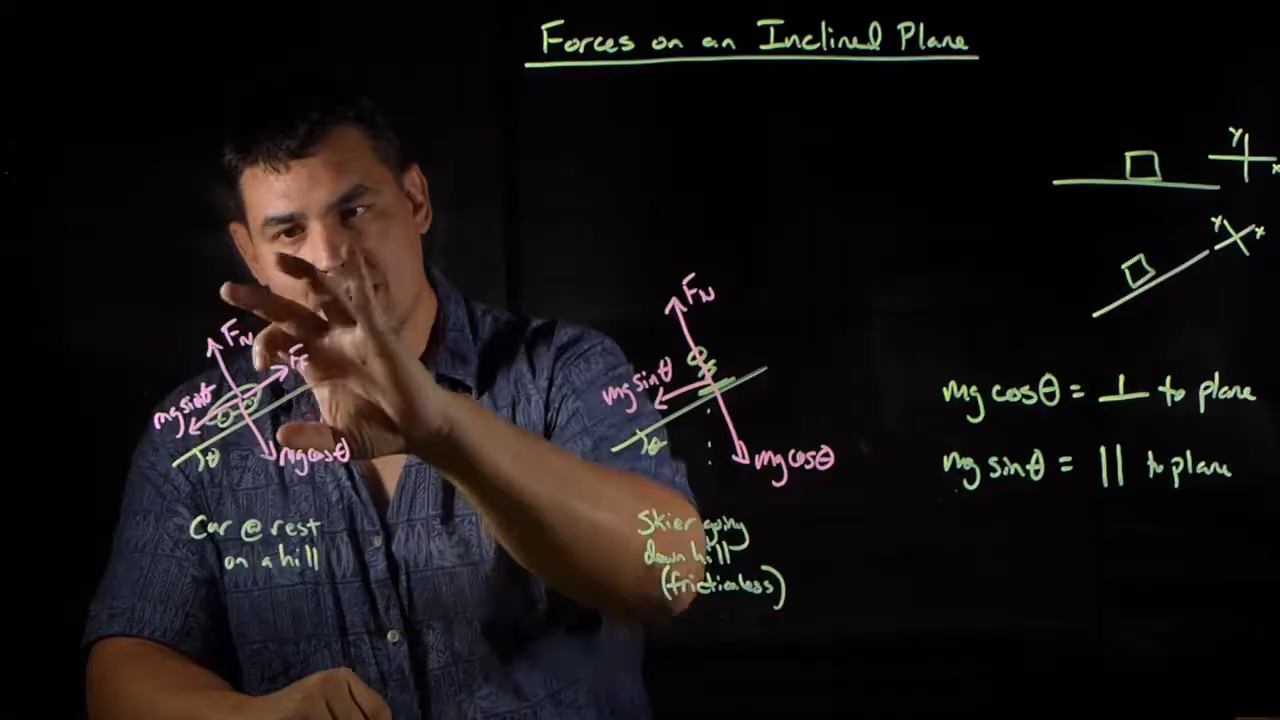 Forces on an Inclined Plane
y
x
y
x
FN
FF
mg sinθ
mg cosθ
θ
Car @ rest
on a hill
FN
mg sinθ
mg cosθ
θ
Skier going
down hill
(frictionless)
mg cosθ = ⊥ to plane
mg sinθ = || to plane